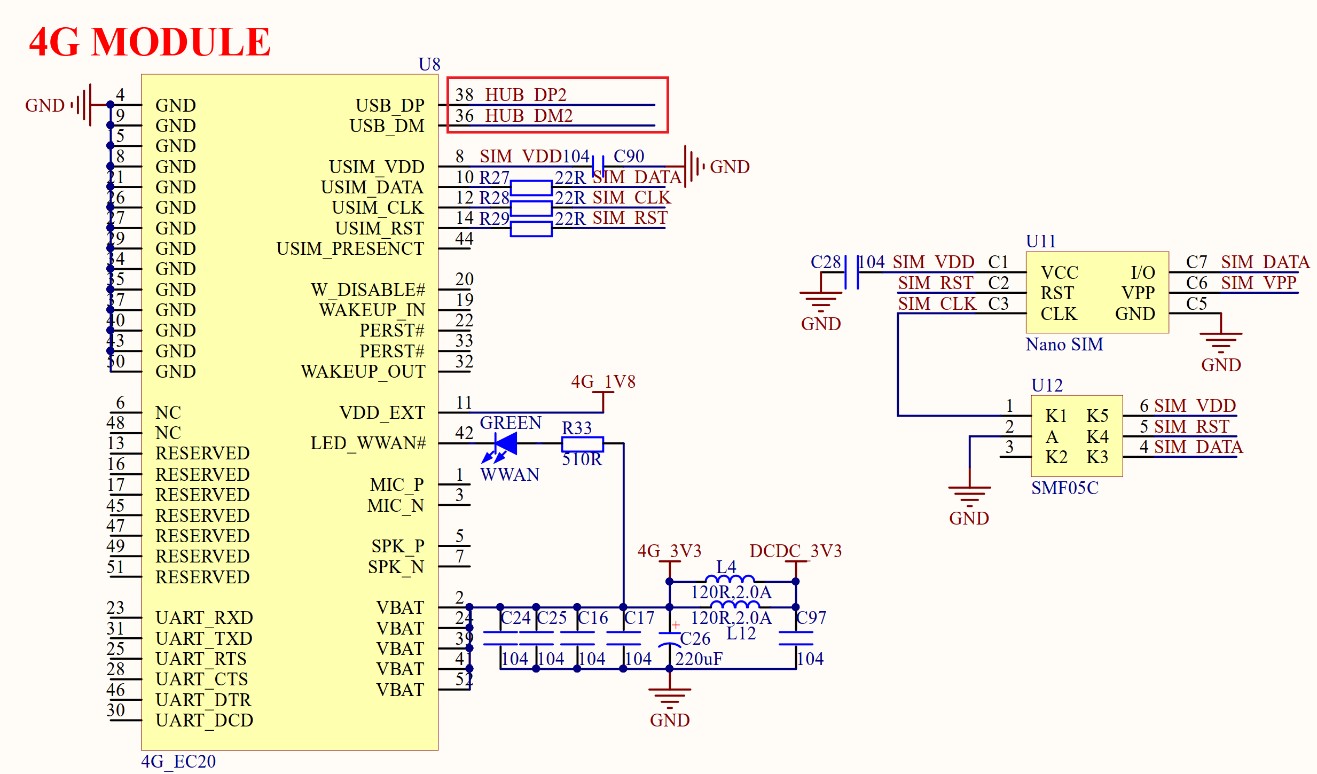 4G MODULE
U8
GND
4 GND
9 GND
5 GND
8 GND
21 GND
26 GND
27 GND
29 GND
34 GND
35 GND
37 GND
40 GND
43 GND
50 GND
6 NC
48 NC
13 RESERVED
16 RESERVED
17 RESERVED
45 RESERVED
47 RESERVED
49 RESERVED
51 RESERVED
23 UART_RXD
31 UART_TXD
25 UART_RTS
28 UART_CTS
46 UART_DTR
30 UART_DCD
4G_EC20
USB_DP 38 HUB_DP2
USB_DM 36 HUB_DM2
USIM_VDD 8 SIM_VDD 104 C90 GND
USIM_DATA 10 R27 22R SIM_DATA
USIM_CLK 12 R28 22R SIM_CLK
USIM_RST 14 R29 22R SIM_RST
USIM_PRESENCT 44
W_DISABLE# 20
WAKEUP_IN 19
PERST# 22
PERST# 33
WAKEUP_OUT 32
4G_1V8
VDD_EXT 11
GREEN R33
LED_WWAN# 42
WWAN 510R
MIC_P 1
MIC_N 3
SPK_P 5
SPK_N 7
4G_3V3 DCDC_3V3
L4
120R,2.0A
VBAT 2
VBAT 24
VBAT 39
VBAT 41
VBAT 52
C24 C25 C16 C17 120R,2.0A C97
C26 L12
104 104 104 104 220uF 104
+
GND
U11
C28 104 SIM_VDD C1 VCC I/O C7 SIM_DATA
SIM_RST C2 RST VPP C6 SIM_VPP
SIM_CLK C3 CLK GND C5
GND
Nano SIM
GND
U12
1 K1 K5 6 SIM_VDD
2 A K4 5 SIM_RST
3 K2 K3 4 SIM_DATA
SMF05C
GND